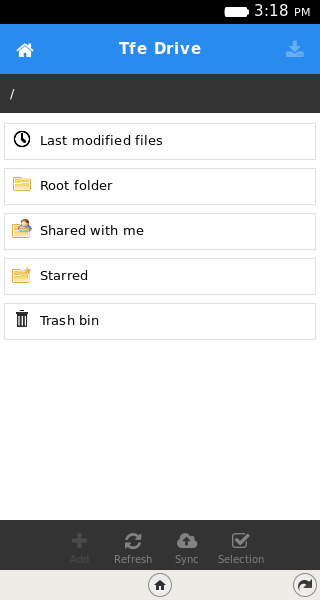 3:18 PM
Tfe Drive
/
Last modified files
Root folder
Shared with me
Starred
Trash bin
Add Refresh Sync Selection